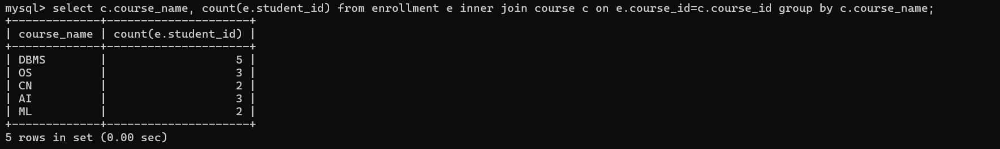 mysql> select c.course_name, count(e.student_id) from enrollment e inner join course c on e.course_id=c.course_id group by c.course_name;
+-------------+---------------------+
| course_name | count(e.student_id) |
+-------------+---------------------+
| DBMS        |                   5 |
| OS          |                   3 |
| CN          |                   2 |
| AI          |                   3 |
| ML          |                   2 |
+-------------+---------------------+
5 rows in set (0.00 sec)